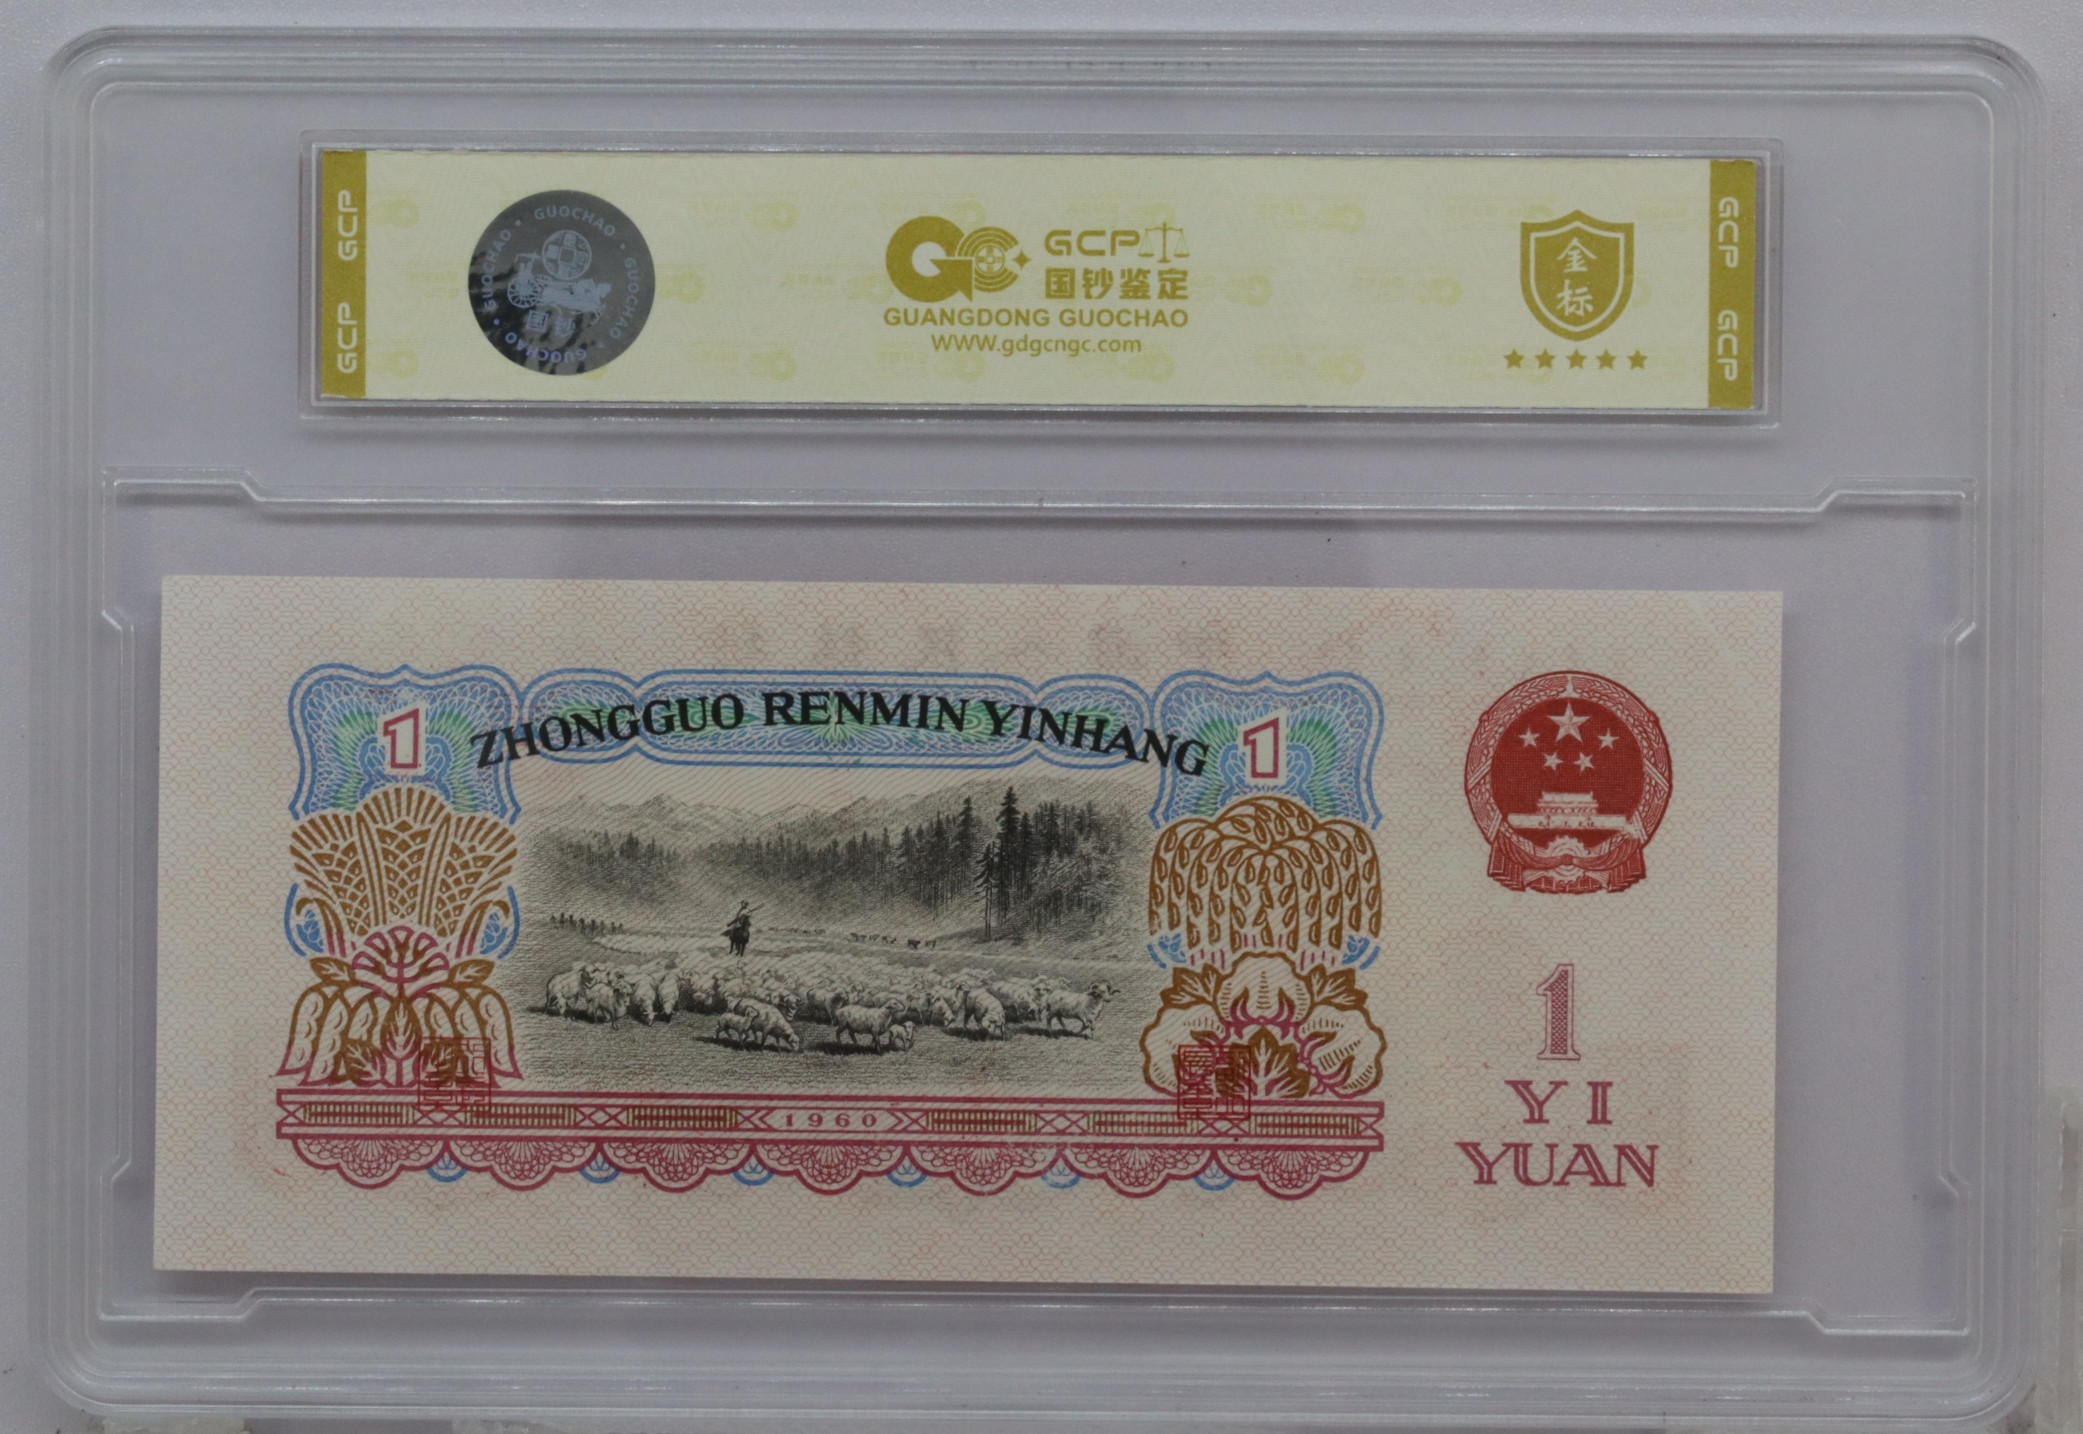 GCP GCP
GUOCHAO · GUOCHAO · GUOCHAO · GUOCHAO
GCP
国钞鉴定
GUANGDONG GUOCHAO
www.gdgcngc.com
金标
GCP GCP
ZHONGGUO RENMIN YINHANG
1
1
1960
1
YI
YUAN